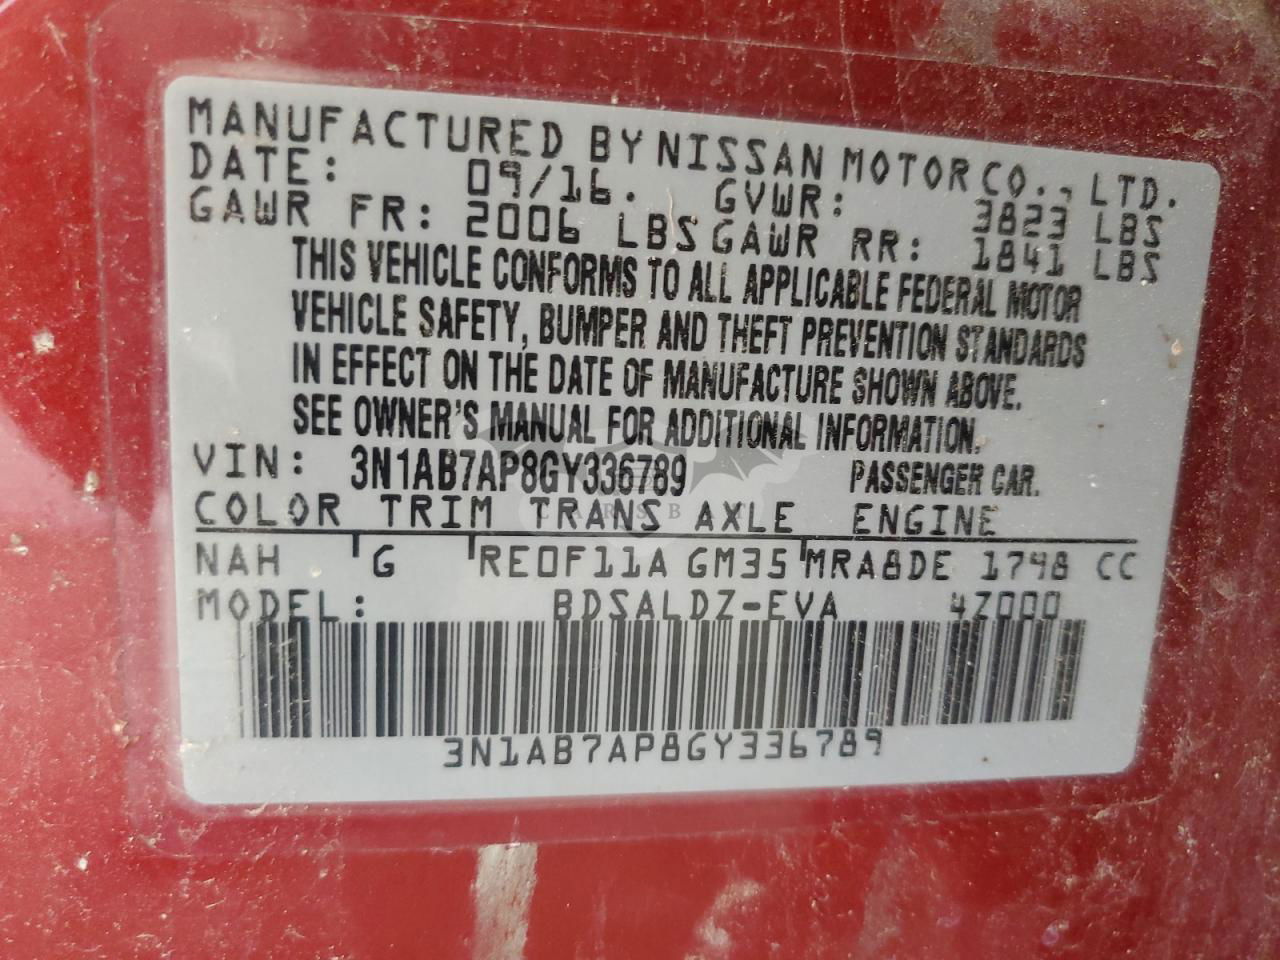 MANUFACTURED BY NISSAN MOTOR CO., LTD.
DATE: 09/16. GVWR: 3823 LBS
GAWR FR: 2006 LBS GAWR RR: 1841 LBS
THIS VEHICLE CONFORMS TO ALL APPLICABLE FEDERAL MOTOR
VEHICLE SAFETY, BUMPER AND THEFT PREVENTION STANDARDS
IN EFFECT ON THE DATE OF MANUFACTURE SHOWN ABOVE.
SEE OWNER'S MANUAL FOR ADDITIONAL INFORMATION.
VIN: 3N1AB7AP8GY336789 PASSENGER CAR.
COLOR TRIM TRANS AXLE ENGINE
NAH G RE0F11A GM35 MRA8DE 1798 CC
MODEL: BDSALDZ-EVA 4Z000
3N1AB7AP8GY336789